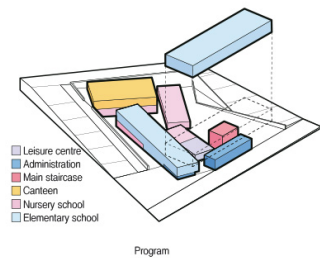 Leisure centre
Administration
Main staircase
Canteen
Nursery school
Elementary school
Program